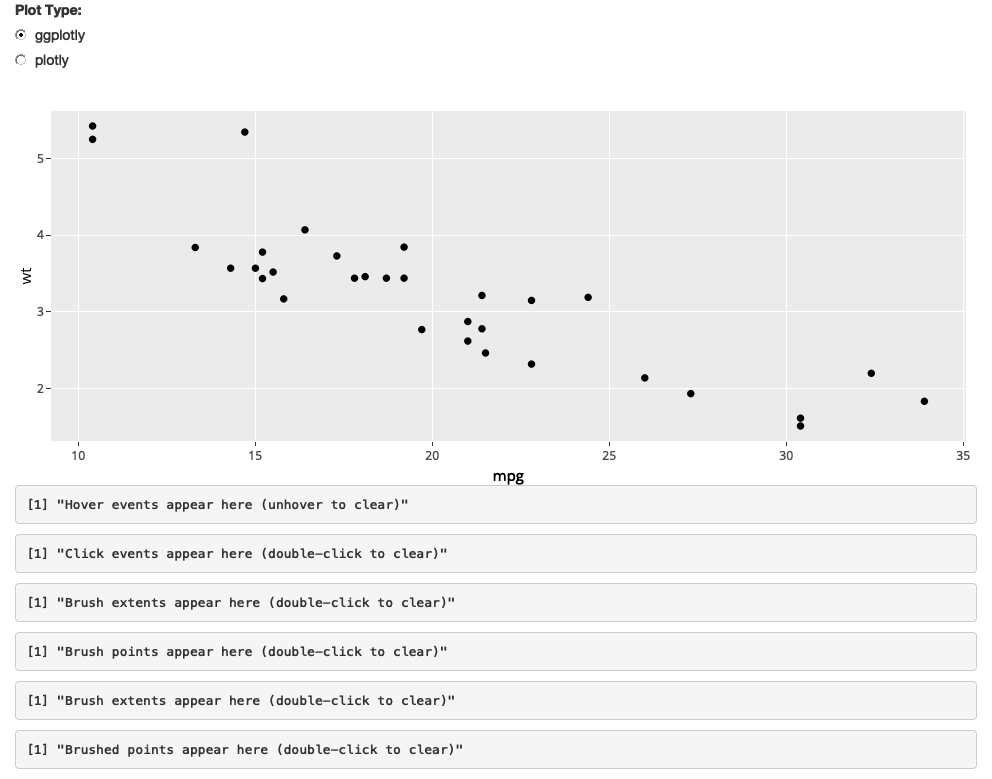 Plot Type:
ggplotly
plotly
5
4
3
2
wt
10 15 20 25 30 35
mpg
[1] "Hover events appear here (unhover to clear)"
[1] "Click events appear here (double-click to clear)"
[1] "Brush extents appear here (double-click to clear)"
[1] "Brush points appear here (double-click to clear)"
[1] "Brush extents appear here (double-click to clear)"
[1] "Brushed points appear here (double-click to clear)"